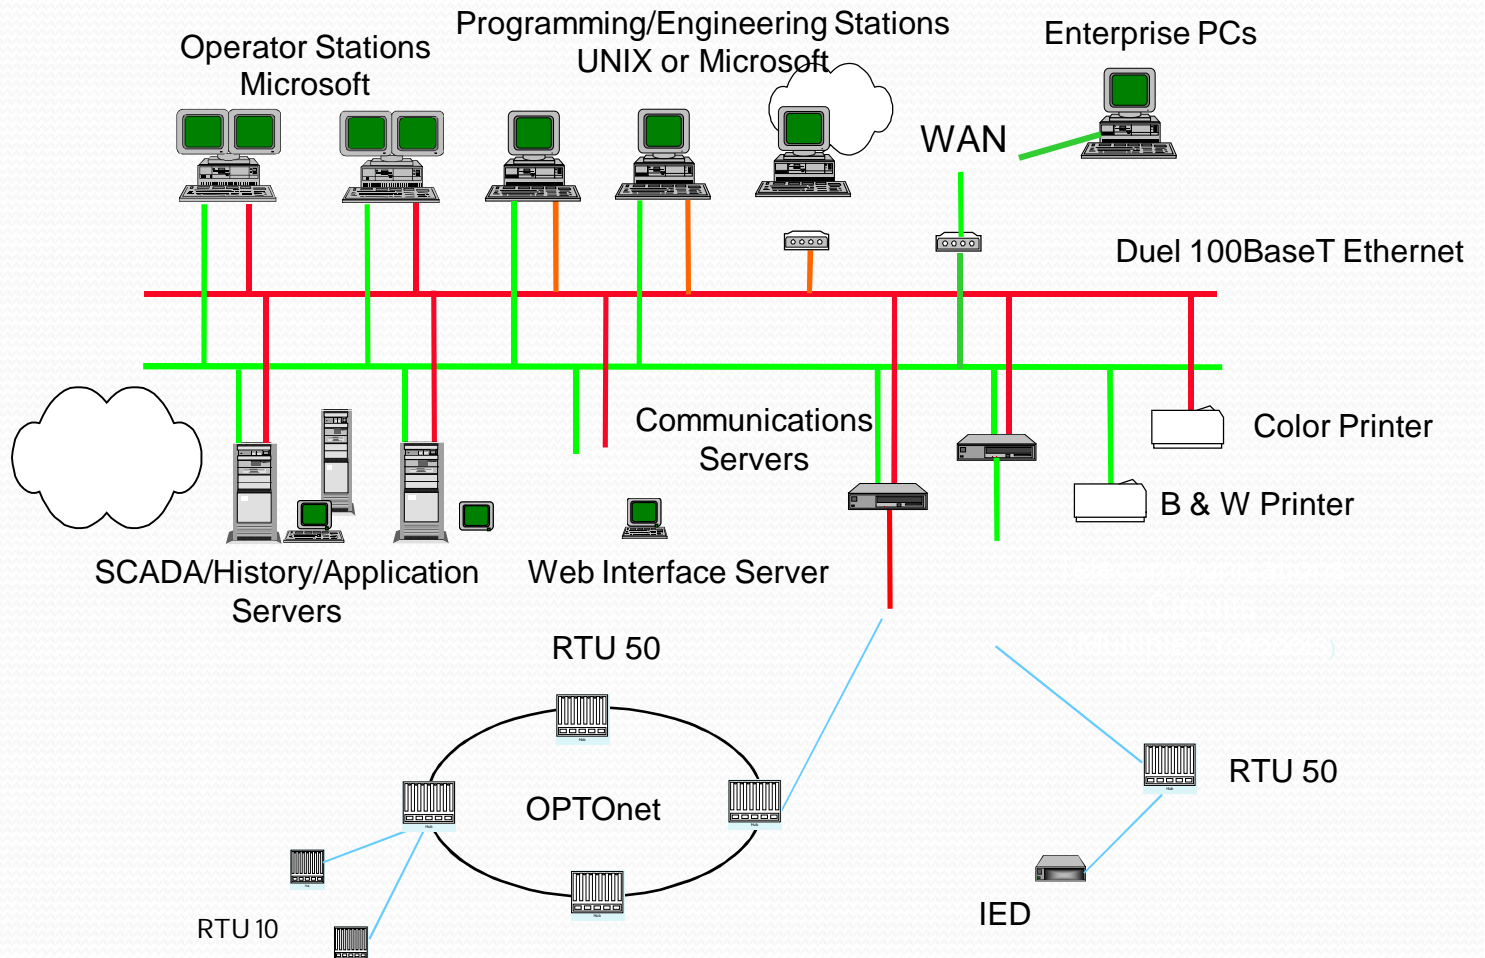 Programming/Engineering Stations
UNIX or Microsoft
Operator Stations
Microsoft
Enterprise PCs
WAN
Duel 100BaseT Ethernet
Communications
Servers
Color Printer
B & W Printer
SCADA/History/Application
Servers
Web Interface Server
RTU 50
OPTOnet
RTU 50
IED
RTU 10